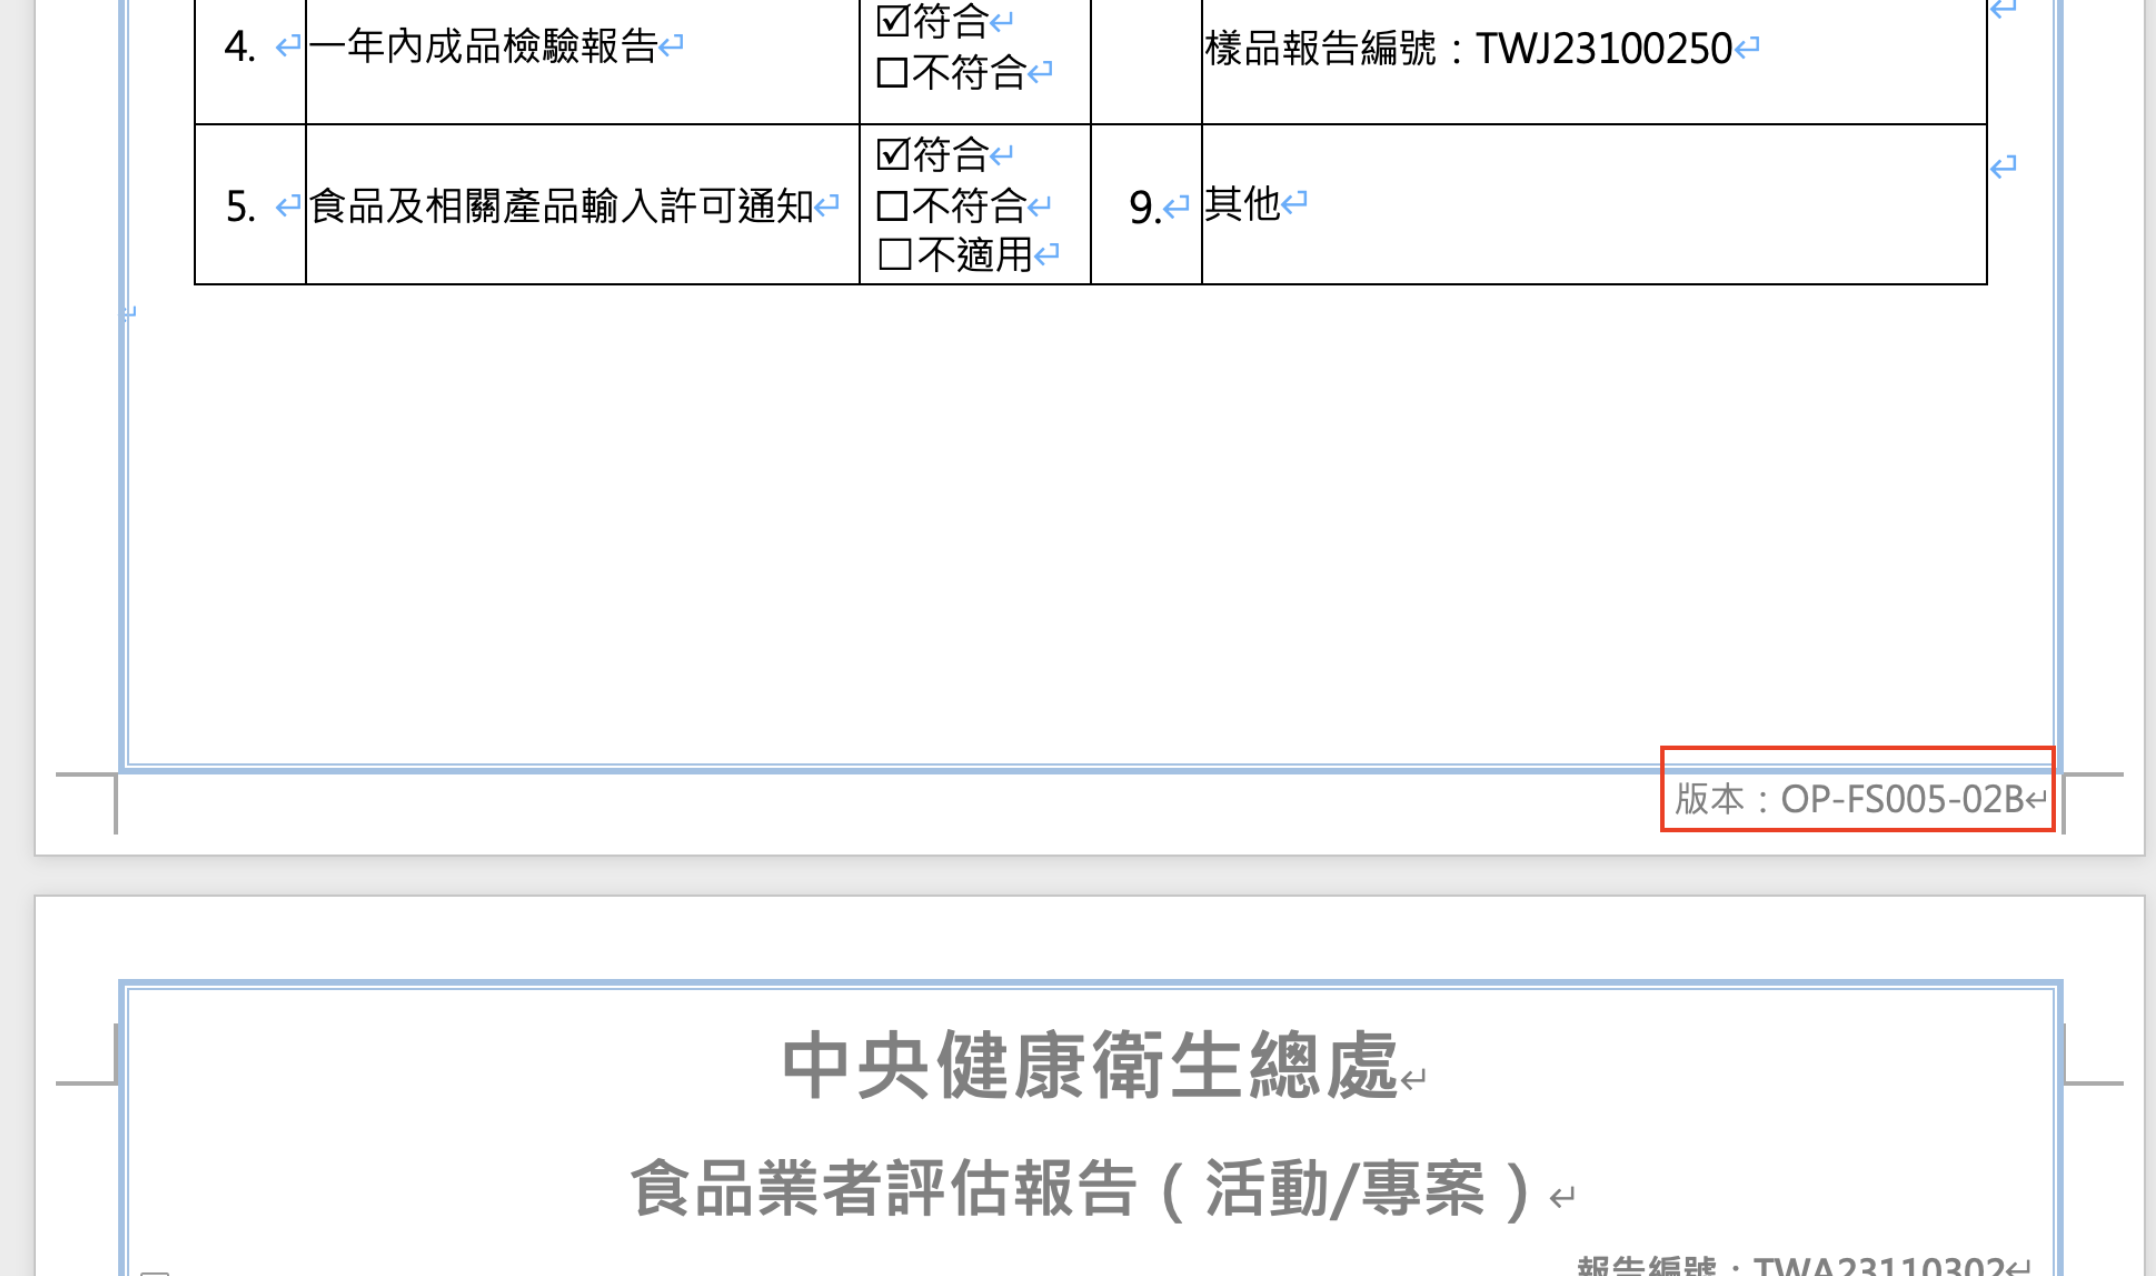 4. 一年內成品檢驗報告
☑符合
☐不符合
樣品報告編號：TWJ23100250
5. 食品及相關產品輸入許可通知
☑符合
☐不符合
☐不適用
9. 其他
版本：OP-FS005-02B
中央健康衛生總處
食品業者評估報告（活動/專案）
報告編號：TWA23110302